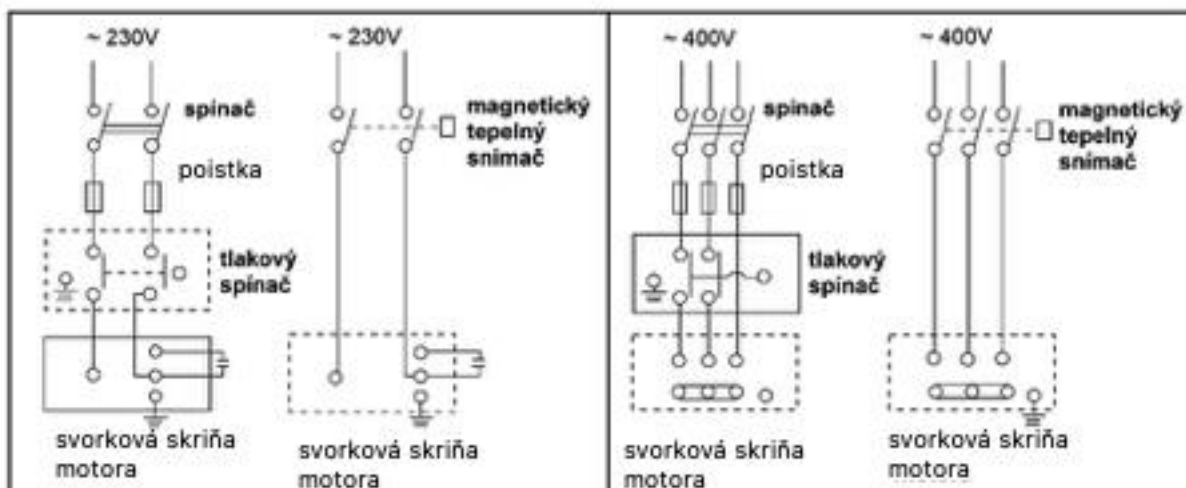 ~ 230V
spínač
poistka
tlakový
spínač
svorková skriňa
motora
~ 230V
magnetický
tepelný
snímač
svorková skriňa
motora
~ 400V
spínač
poistka
tlakový
spínač
svorková skriňa
motora
~ 400V
magnetický
tepelný
snímač
svorková skriňa
motora